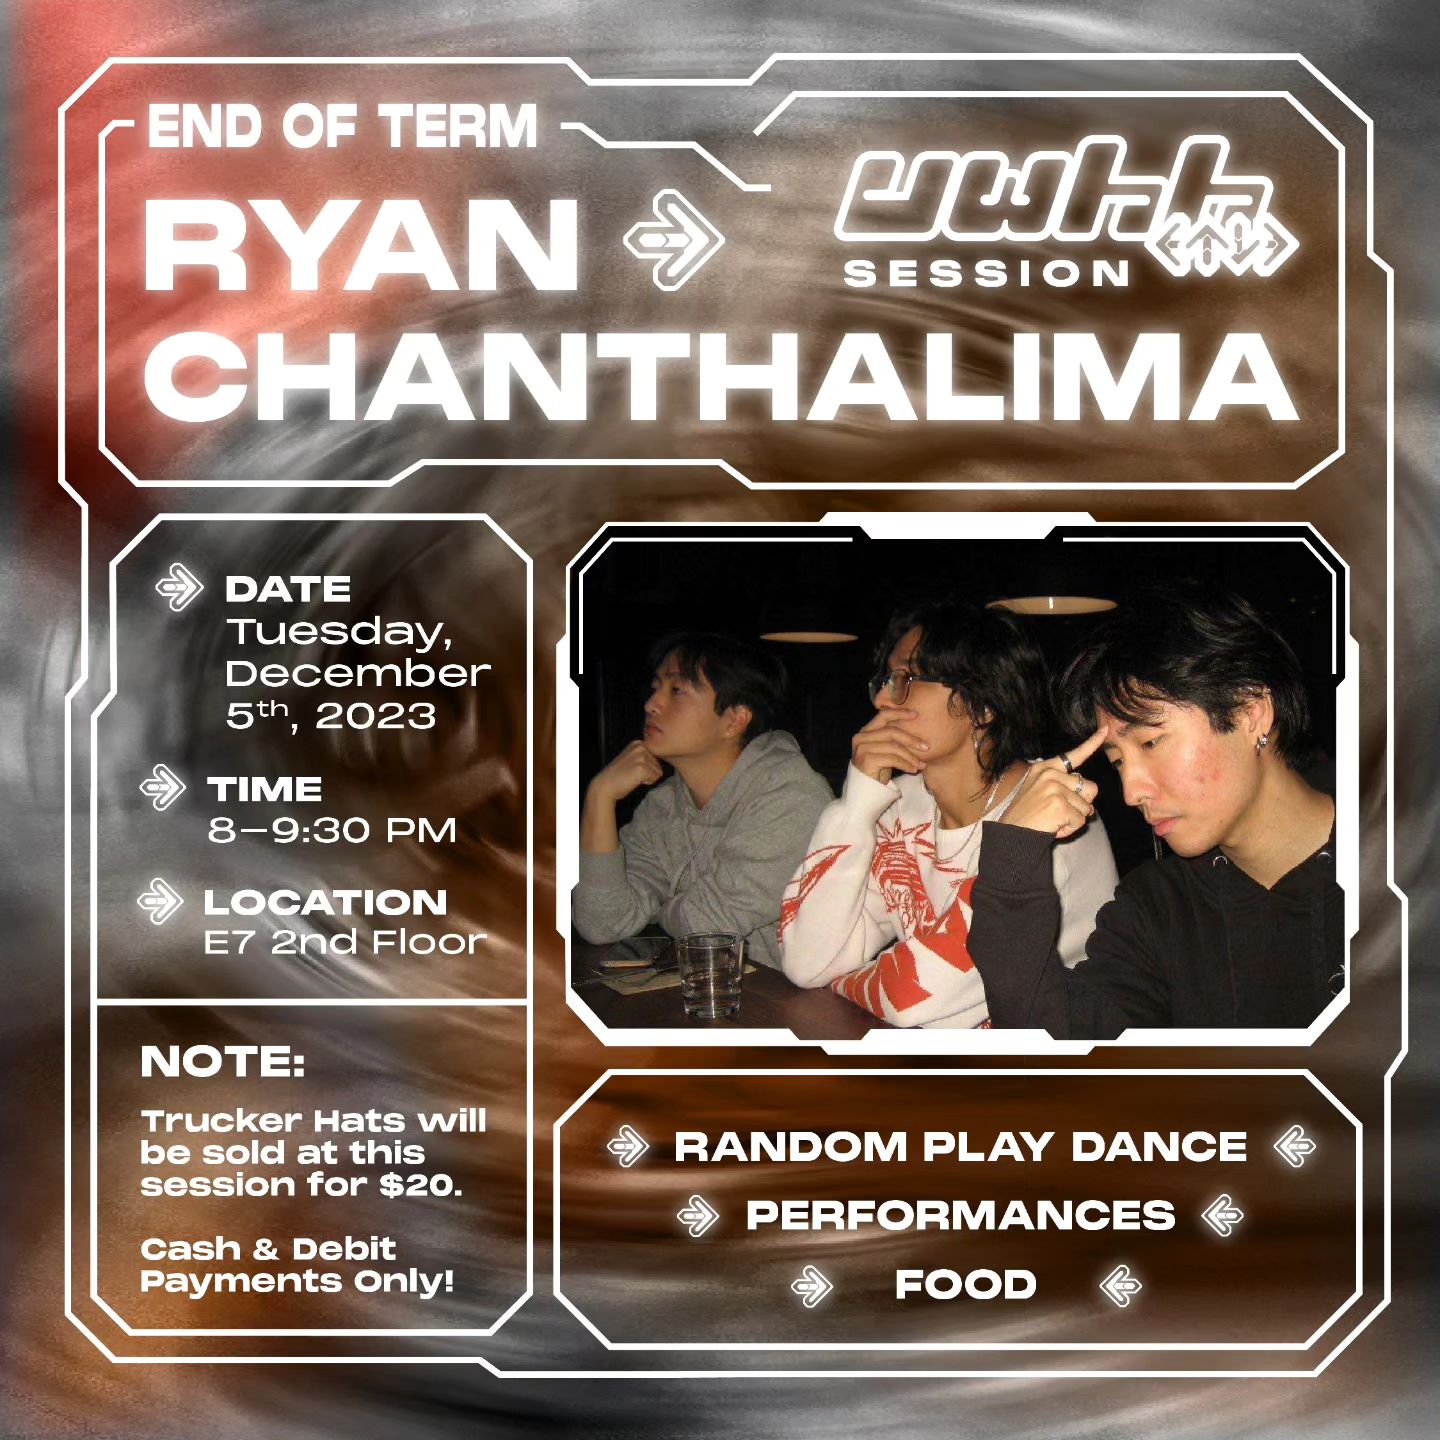 END OF TERM
RYAN
uwhh
SESSION
CHANTHALIMA
DATE
Tuesday,
December
5th, 2023
TIME
8–9:30 PM
LOCATION
E7 2nd Floor
NOTE:
Trucker Hats will
be sold at this
session for $20.
Cash & Debit
Payments Only!
RANDOM PLAY DANCE
PERFORMANCES
FOOD